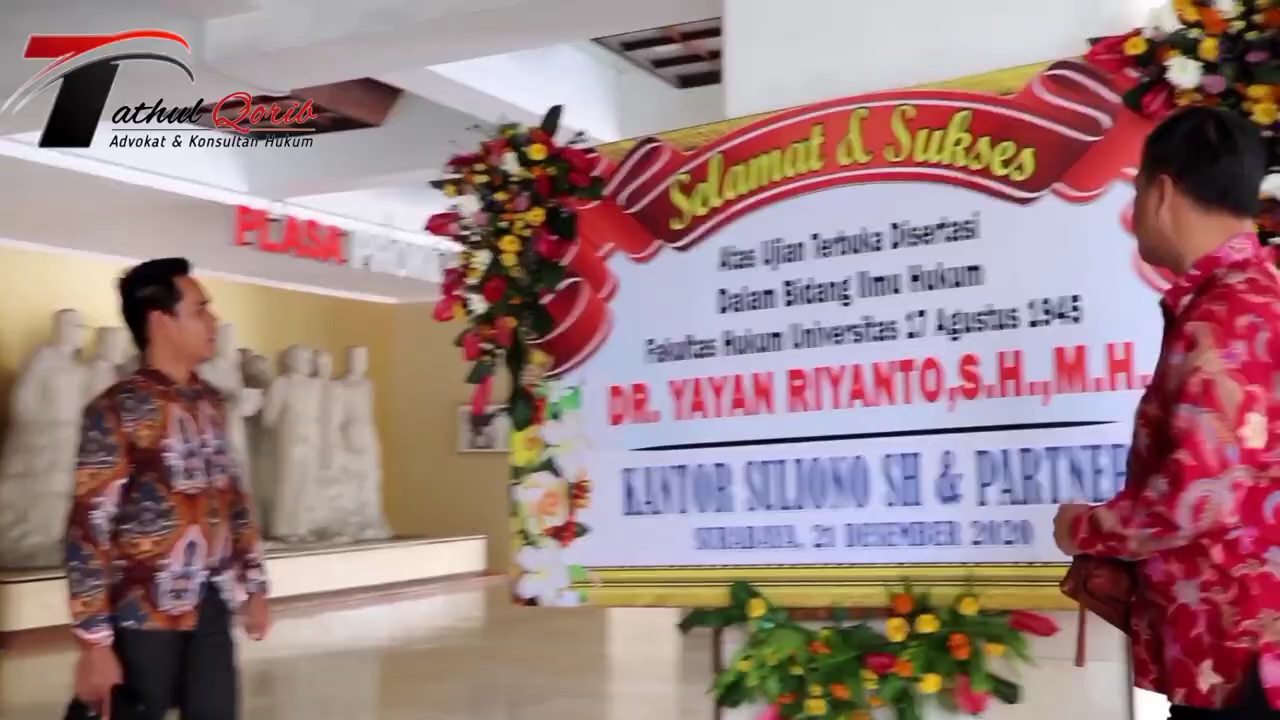 Tathul Qorib
Advokat & Konsultan Hukum
PLASA
Selamat & Sukses
Atas Ujian Terbuka Disertasi
Dalam Bidang Ilmu Hukum
Fakultas Hukum Universitas 17 Agustus 1945
DR. YAYAN RIYANTO,S.H.,M.H.
KANTOR SULIONO SH & PARTNER
SURABAYA, 21 DESEMBER 2020